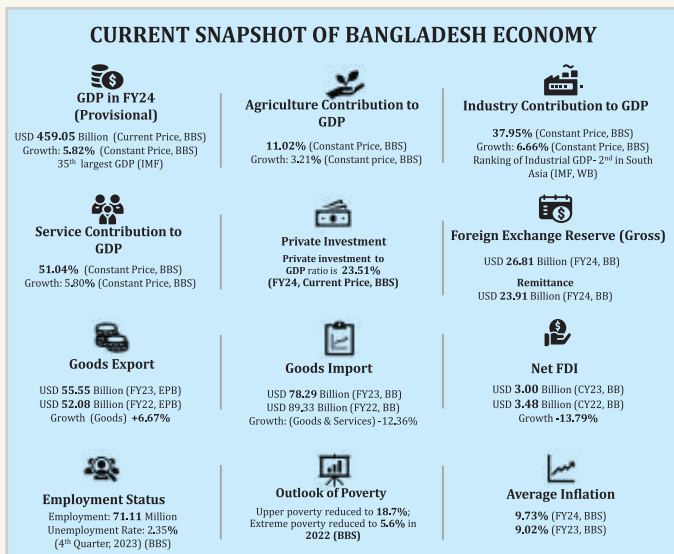 CURRENT SNAPSHOT OF BANGLADESH ECONOMY
GDP in FY24
(Provisional)
USD 459.05 Billion (Current Price, BBS)
Growth: 5.82% (Constant Price, BBS)
35th largest GDP (IMF)
Agriculture Contribution to
GDP
11.02% (Constant Price, BBS)
Growth: 3.21% (Constant price, BBS)
Industry Contribution to GDP
37.95% (Constant Price, BBS)
Growth: 6.66% (Constant Price, BBS)
Ranking of Industrial GDP- 2nd in South
Asia (IMF, WB)
Service Contribution to
GDP
51.04% (Constant Price, BBS)
Growth: 5.80% (Constant Price, BBS)
Private Investment
Private investment to
GDP ratio is 23.51%
(FY24, Current Price, BBS)
Foreign Exchange Reserve (Gross)
USD 26.81 Billion (FY24, BB)
Remittance
USD 23.91 Billion (FY24, BB)
Goods Export
USD 55.55 Billion (FY23, EPB)
USD 52.08 Billion (FY22, EPB)
Growth (Goods) +6.67%
Goods Import
USD 78.29 Billion (FY23, BB)
USD 89,33 Billion (FY22, BB)
Growth: (Goods & Services) -12.36%
Net FDI
USD 3.00 Billion (CY23, BB)
USD 3.48 Billion (CY22, BB)
Growth -13.79%
Employment Status
Employment: 71.11 Million
Unemployment Rate: 2.35%
(4th Quarter, 2023) (BBS)
Outlook of Poverty
Upper poverty reduced to 18.7%;
Extreme poverty reduced to 5.6% in
2022 (BBS)
Average Inflation
9.73% (FY24, BBS)
9.02% (FY23, BBS)